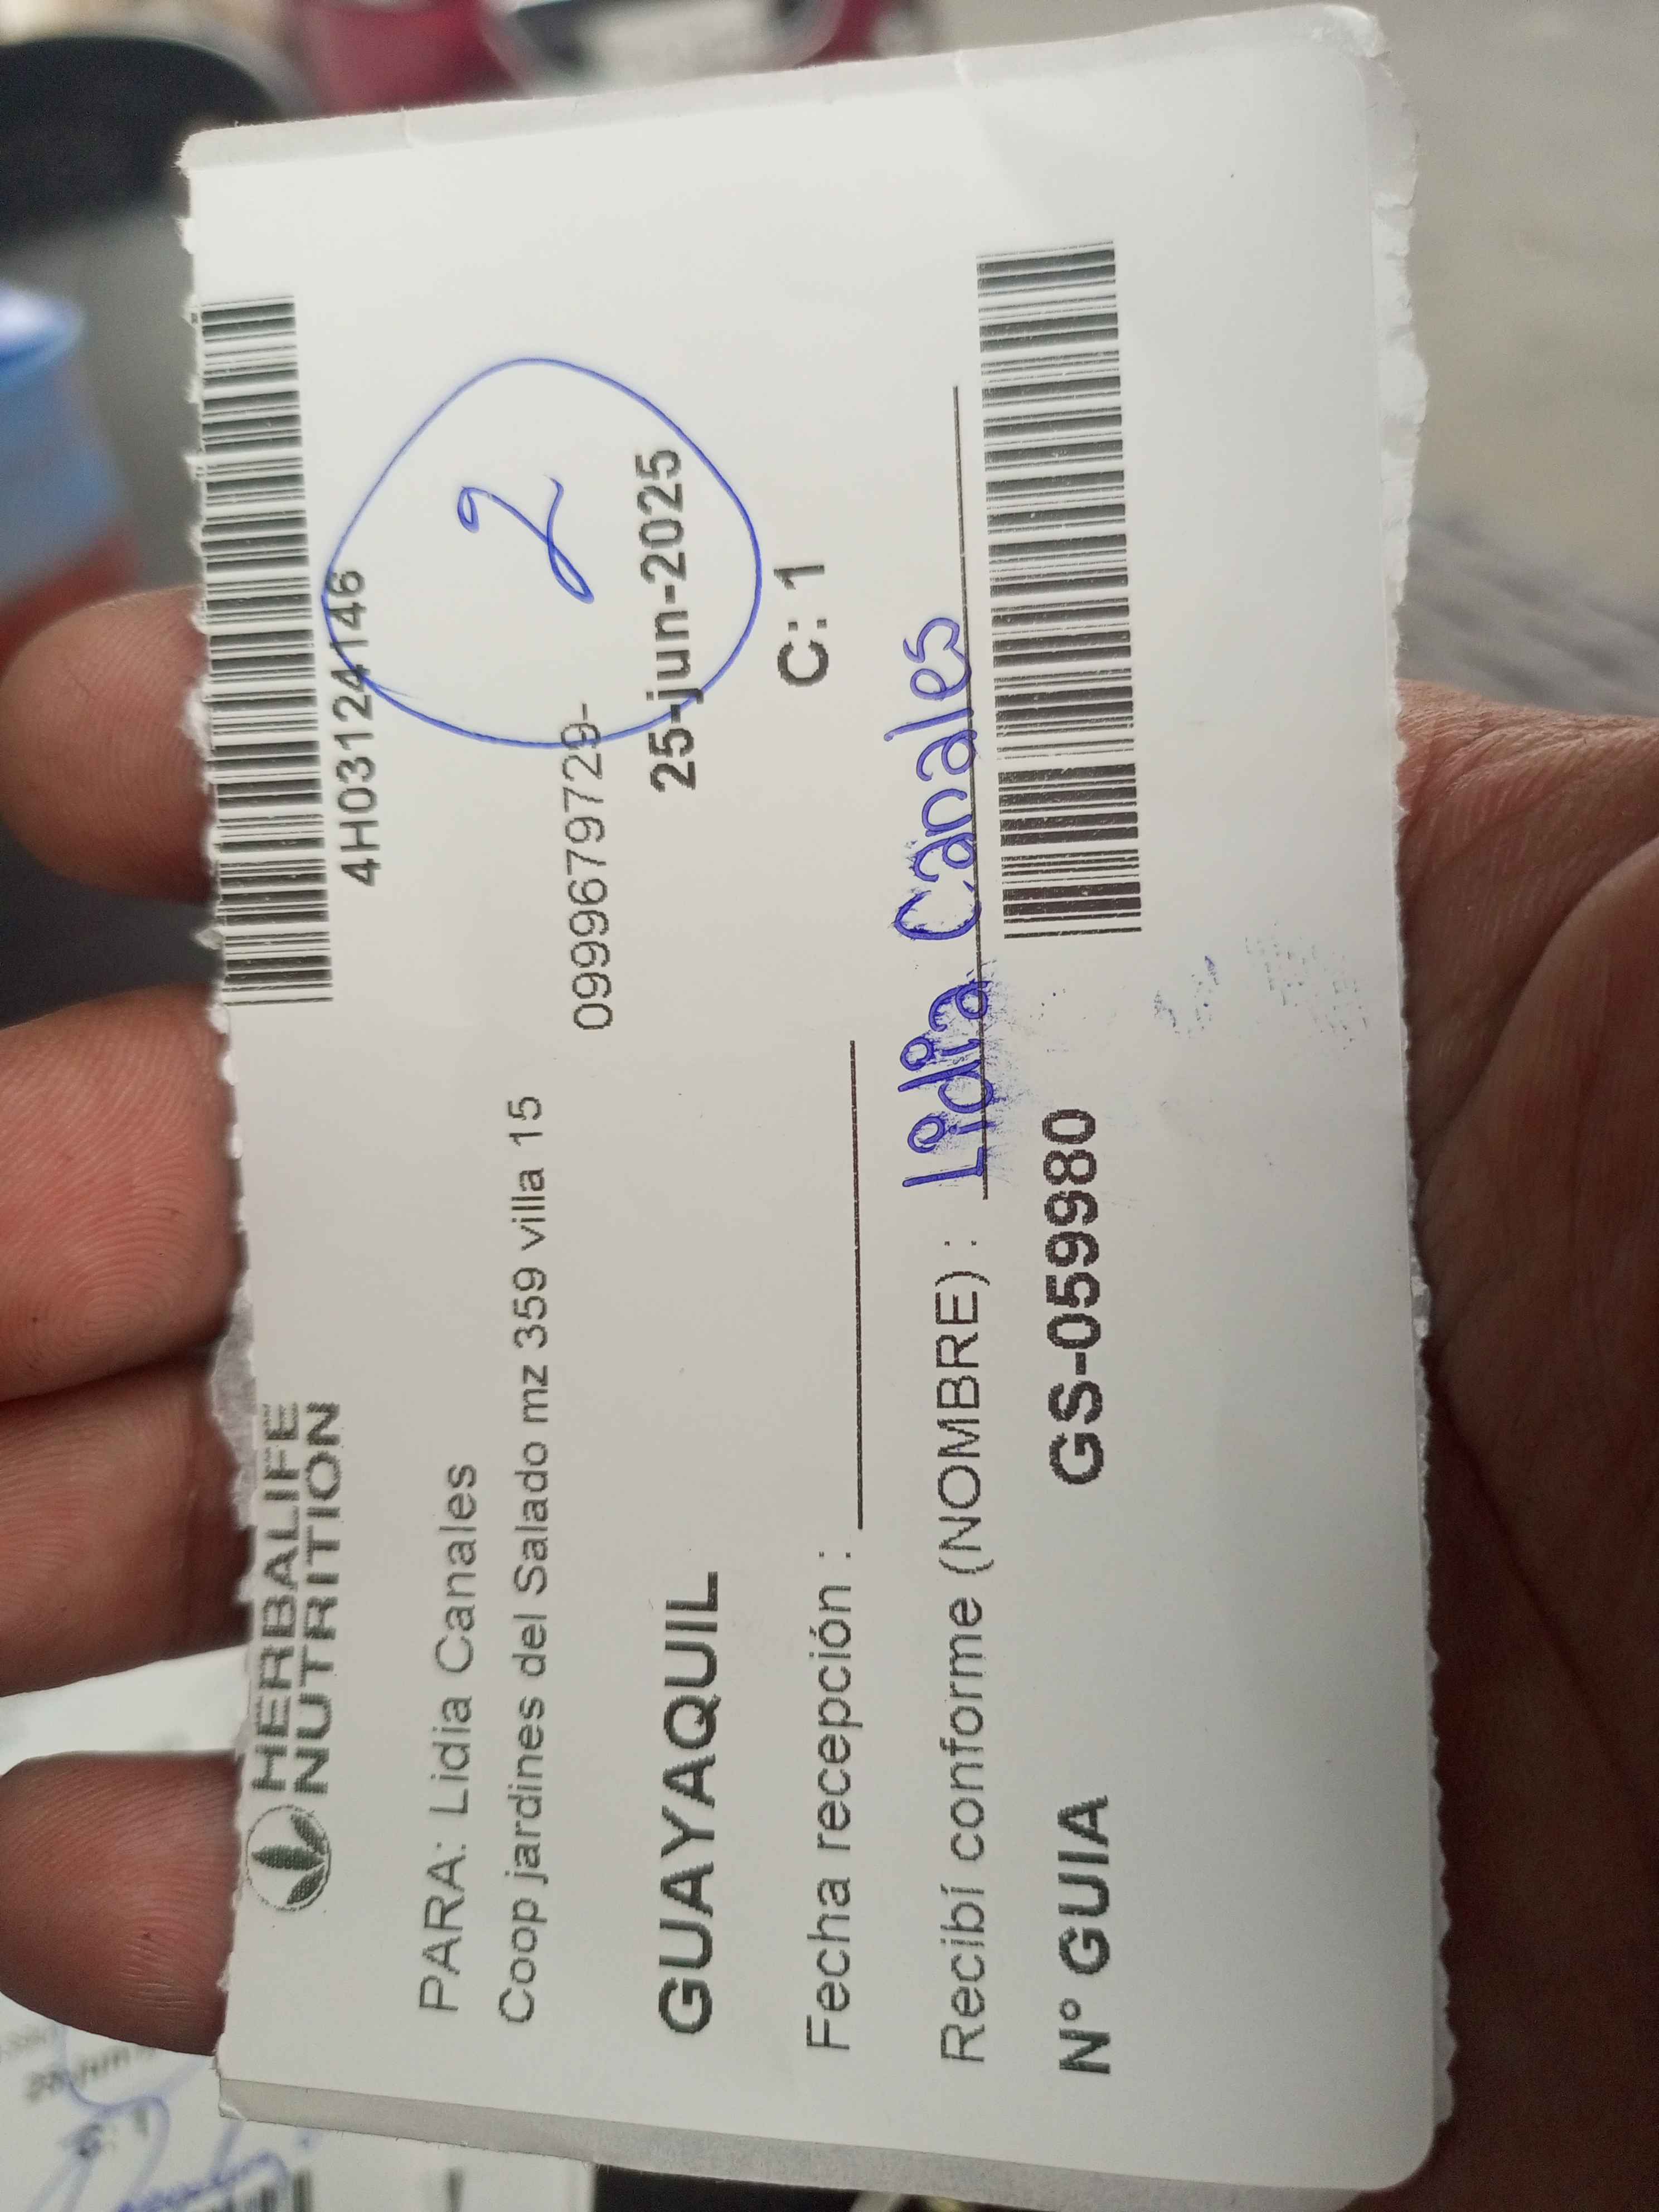 HERBALIFE
NUTRITION
4H03124146
PARA: Lidia Canales
2
Coop jardines del Salado mz 359 villa 15
0999679729-
GUAYAQUIL
25-jun-2025
Fecha recepción :
C: 1
Recibí conforme (NOMBRE) : Lidia Canales
N° GUIA GS-059980